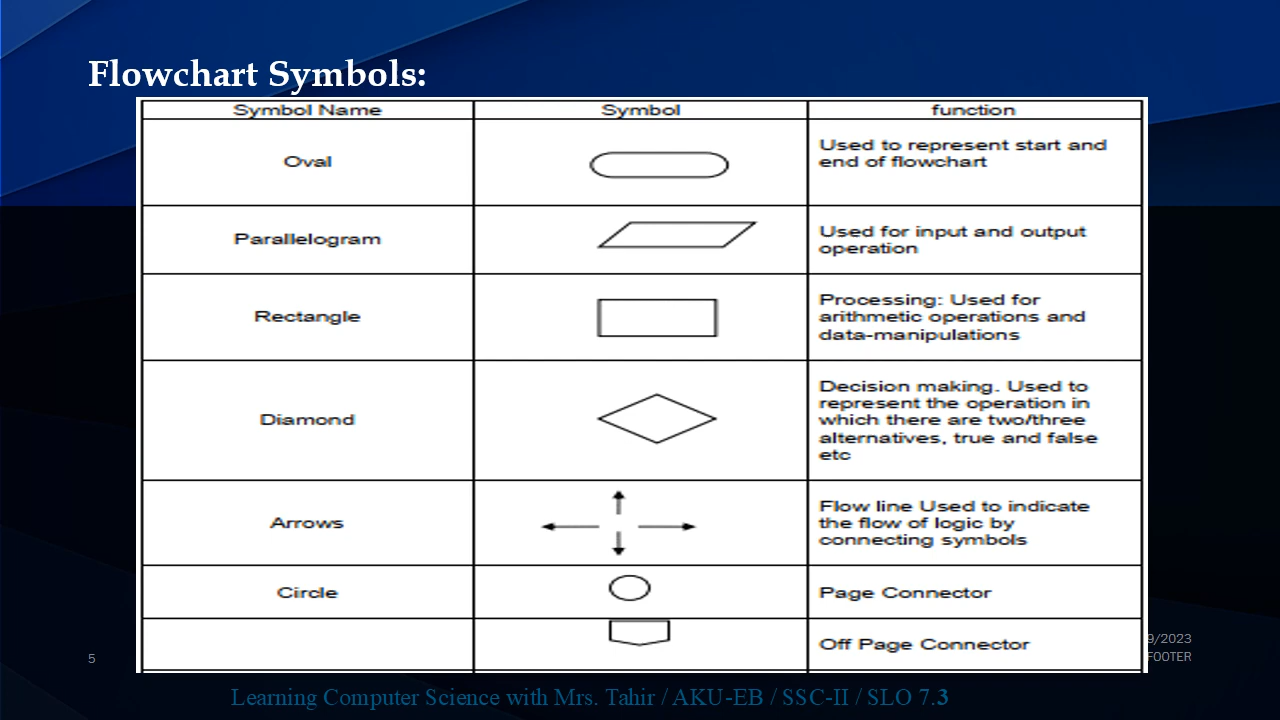 Flowchart Symbols:
Symbol Name
Symbol
function
Oval
Used to represent start and
end of flowchart
Parallelogram
Used for input and output
operation
Rectangle
Processing: Used for
arithmetic operations and
data-manipulations
Diamond
Decision making. Used to
represent the operation in
which there are two/three
alternatives, true and false
etc
Arrows
Flow line Used to indicate
the flow of logic by
connecting symbols
Circle
Page Connector
Off Page Connector
9/2023
FOOTER
5
Learning Computer Science with Mrs. Tahir / AKU-EB / SSC-II / SLO 7.3